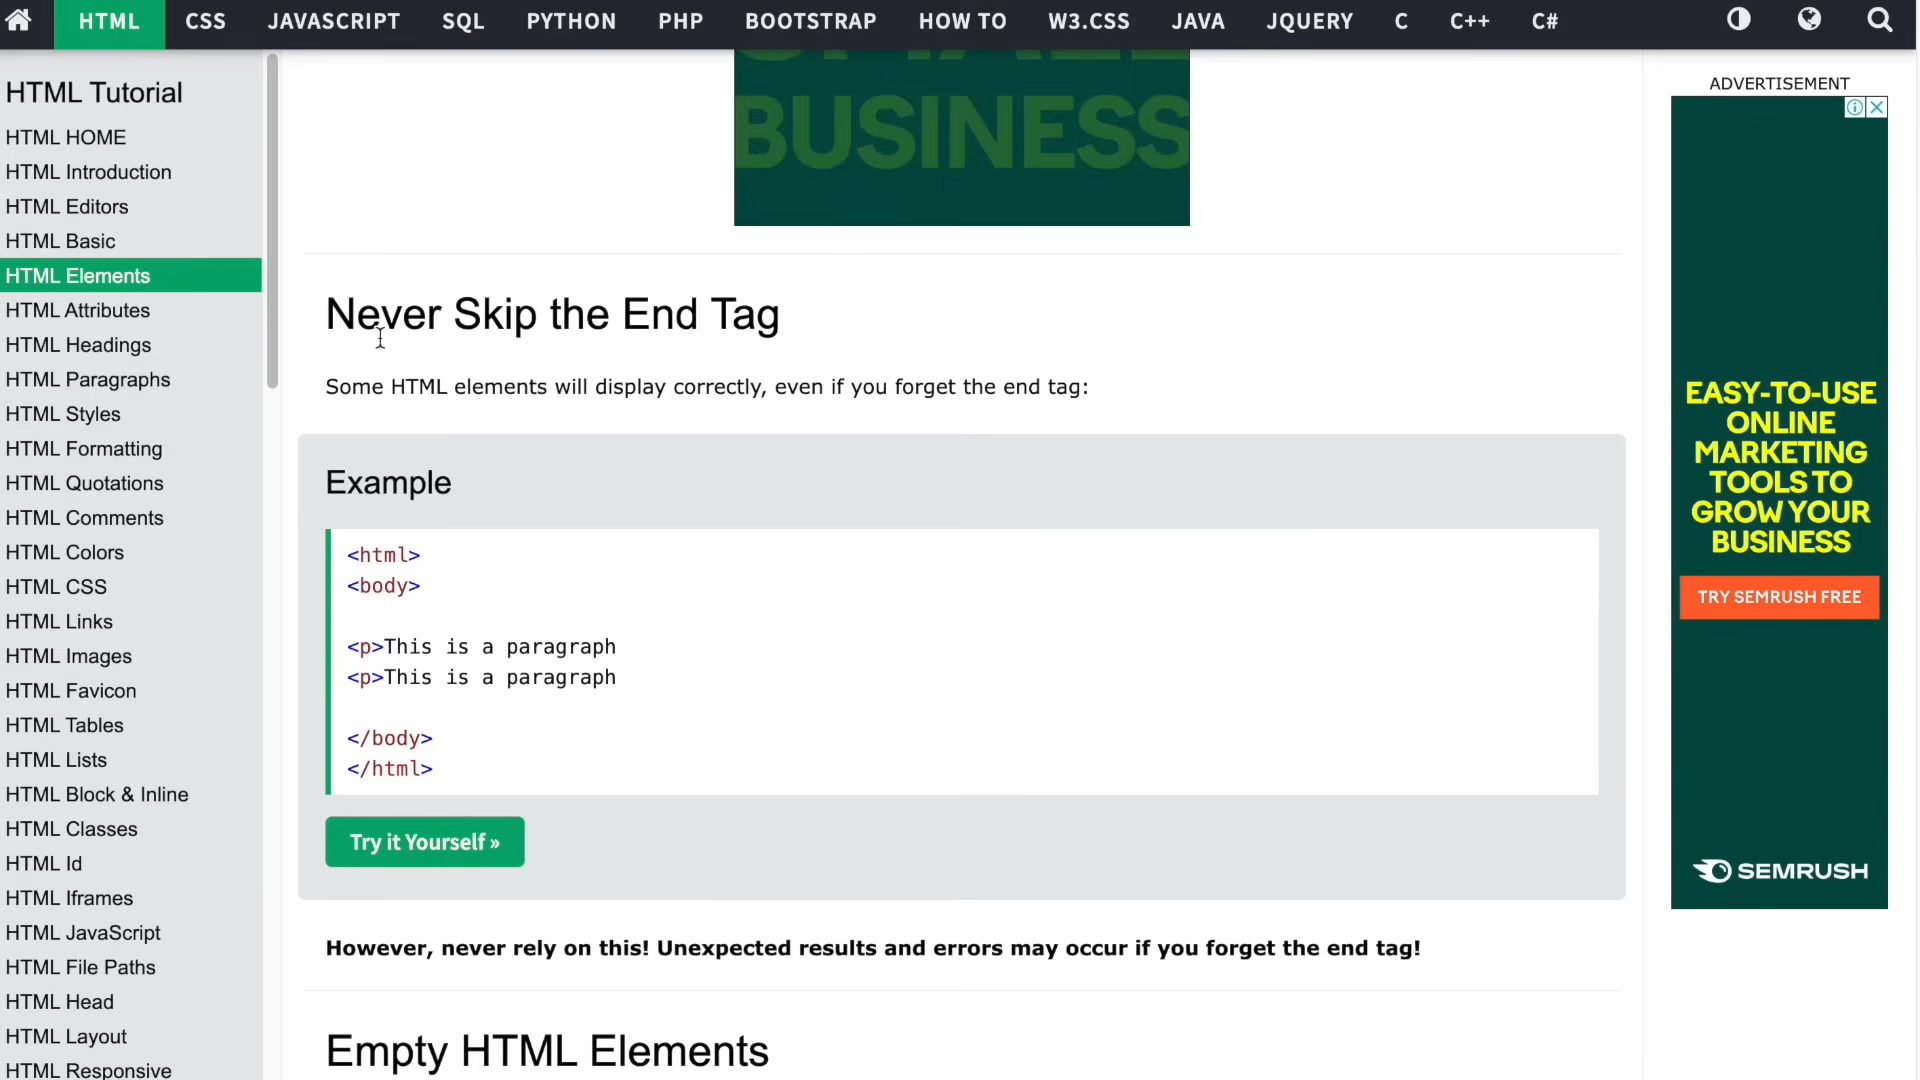 HTML CSS JAVASCRIPT SQL PYTHON PHP BOOTSTRAP HOW TO W3.CSS JAVA JQUERY C C++ C#
HTML Tutorial
HTML HOME
HTML Introduction
HTML Editors
HTML Basic
HTML Elements
HTML Attributes
HTML Headings
HTML Paragraphs
HTML Styles
HTML Formatting
HTML Quotations
HTML Comments
HTML Colors
HTML CSS
HTML Links
HTML Images
HTML Favicon
HTML Tables
HTML Lists
HTML Block & Inline
HTML Classes
HTML Id
HTML Iframes
HTML JavaScript
HTML File Paths
HTML Head
HTML Layout
HTML Responsive
BUSINESS
Never Skip the End Tag
Some HTML elements will display correctly, even if you forget the end tag:
Example
<html>
<body>
<p>This is a paragraph
<p>This is a paragraph
</body>
</html>
Try it Yourself »
However, never rely on this! Unexpected results and errors may occur if you forget the end tag!
Empty HTML Elements
ADVERTISEMENT
EASY-TO-USE
ONLINE
MARKETING
TOOLS TO
GROW YOUR
BUSINESS
TRY SEMRUSH FREE
SEMRUSH